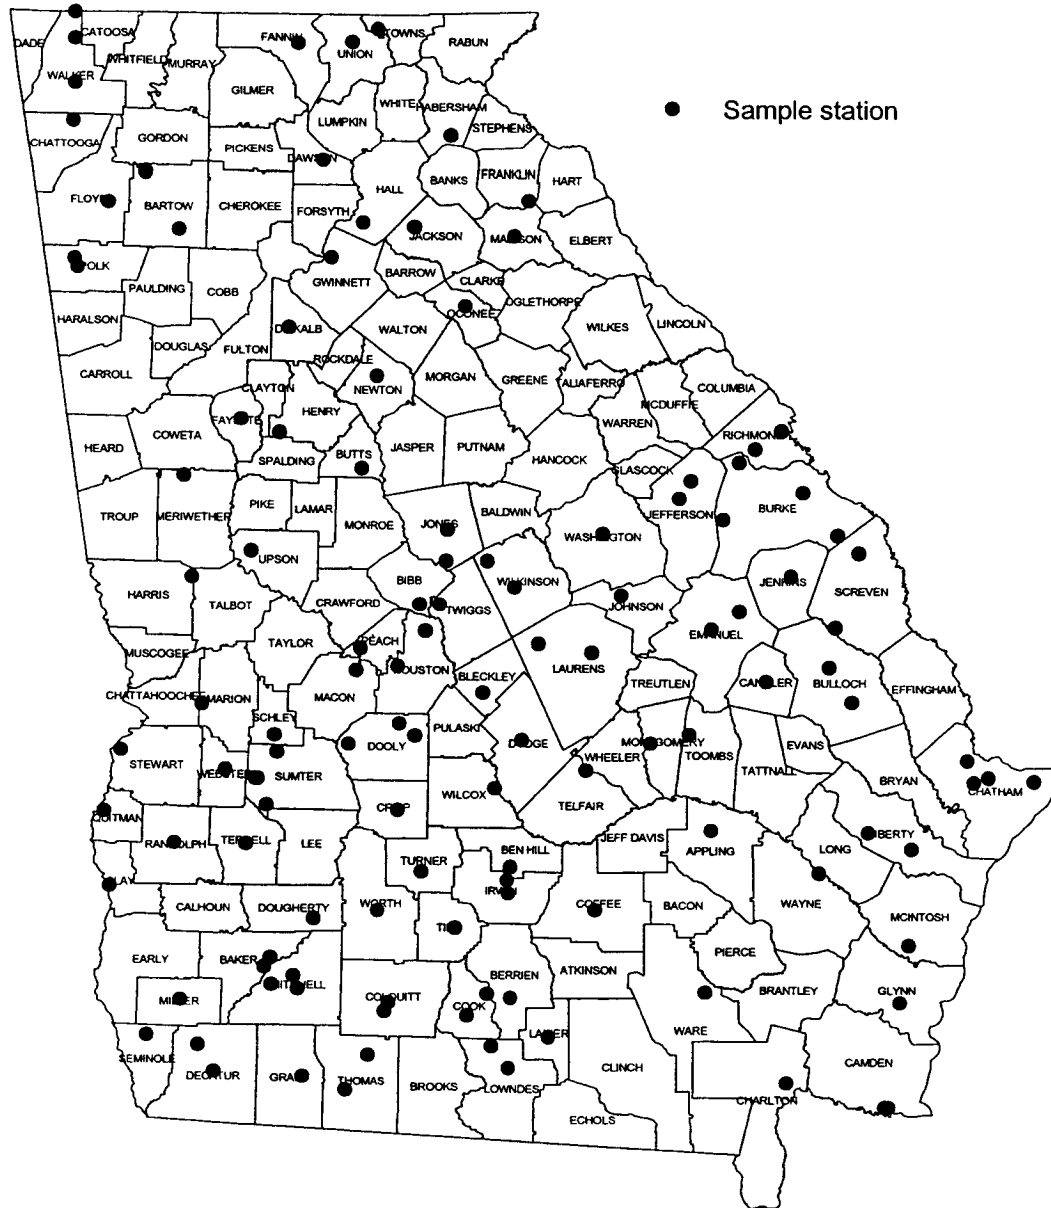 DADE
CATOOSA
WHITFIELD
MURRAY
FANNIN
UNION
TOWNS
RABUN
WALKER
GILMER
WHITE
HABERSHAM
Sample station
LUMPKIN
STEPHENS
CHATTOOGA
GORDON
PICKENS
DAWSON
HALL
BANKS
FRANKLIN
HART
FLOYD
BARTOW
CHEROKEE
FORSYTH
JACKSON
MADISON
ELBERT
POLK
PAULDING
COBB
GWINNETT
BARROW
CLARKE
OCONEE
OGLETHORPE
HARALSON
DOUGLAS
FULTON
DEKALB
ROCKDALE
WALTON
WILKES
LINCOLN
CARROLL
CLAYTON
HENRY
NEWTON
MORGAN
GREENE
TALIAFERRO
COLUMBIA
MCDUFFIE
WARREN
HEARD
COWETA
FAYETTE
SPALDING
BUTTS
JASPER
PUTNAM
HANCOCK
GLASCOCK
RICHMOND
TROUP
MERIWETHER
PIKE
LAMAR
MONROE
JONES
BALDWIN
WASHINGTON
JEFFERSON
BURKE
UPSON
HARRIS
TALBOT
CRAWFORD
BIBB
TWIGGS
WILKINSON
JOHNSON
JENKINS
SCREVEN
EMANUEL
MUSCOGEE
TAYLOR
PEACH
HOUSTON
BLECKLEY
LAURENS
TREUTLEN
CANDLER
BULLOCH
EFFINGHAM
CHATTAHOOCHEE
MARION
MACON
SCHLEY
DOOLY
PULASKI
DODGE
WHEELER
MONTGOMERY
TOOMBS
EVANS
TATTNALL
BRYAN
CHATHAM
STEWART
WEBSTER
SUMTER
CRISP
WILCOX
TELFAIR
QUITMAN
RANDOLPH
TERRELL
LEE
TURNER
BEN HILL
JEFF DAVIS
APPLING
LONG
LIBERTY
CLAY
CALHOUN
DOUGHERTY
WORTH
TIFT
IRWIN
COFFEE
BACON
WAYNE
MCINTOSH
PIERCE
EARLY
BAKER
MITCHELL
COLQUITT
COOK
BERRIEN
ATKINSON
BRANTLEY
GLYNN
MILLER
WARE
LANIER
SEMINOLE
DECATUR
GRADY
THOMAS
BROOKS
LOWNDES
CLINCH
ECHOLS
CHARLTON
CAMDEN